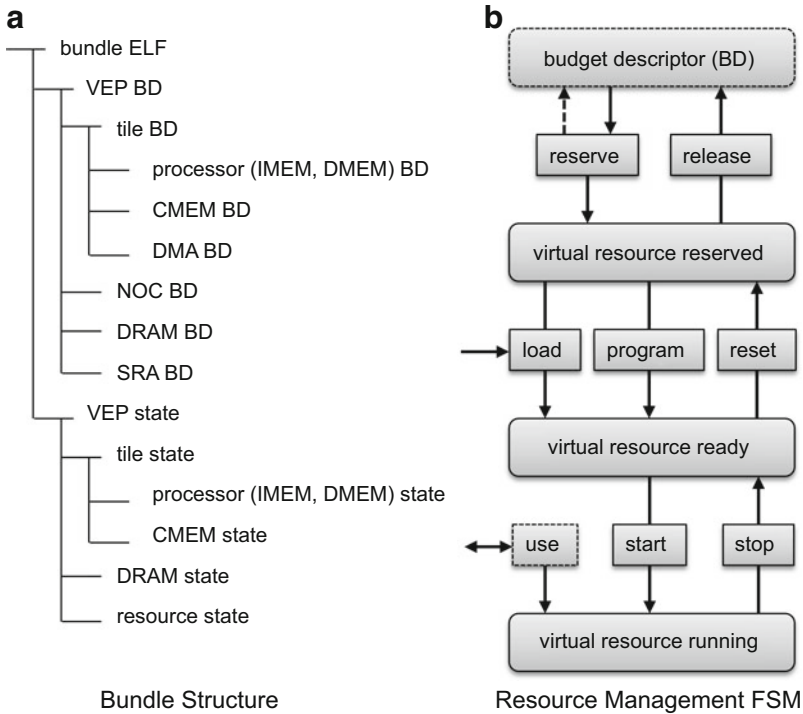 a
bundle ELF
VEP BD
tile BD
processor (IMEM, DMEM) BD
CMEM BD
DMA BD
NOC BD
DRAM BD
SRA BD
VEP state
tile state
processor (IMEM, DMEM) state
CMEM state
DRAM state
resource state
Bundle Structure
b
budget descriptor (BD)
reserve
release
virtual resource reserved
load
program
reset
virtual resource ready
use
start
stop
virtual resource running
Resource Management FSM